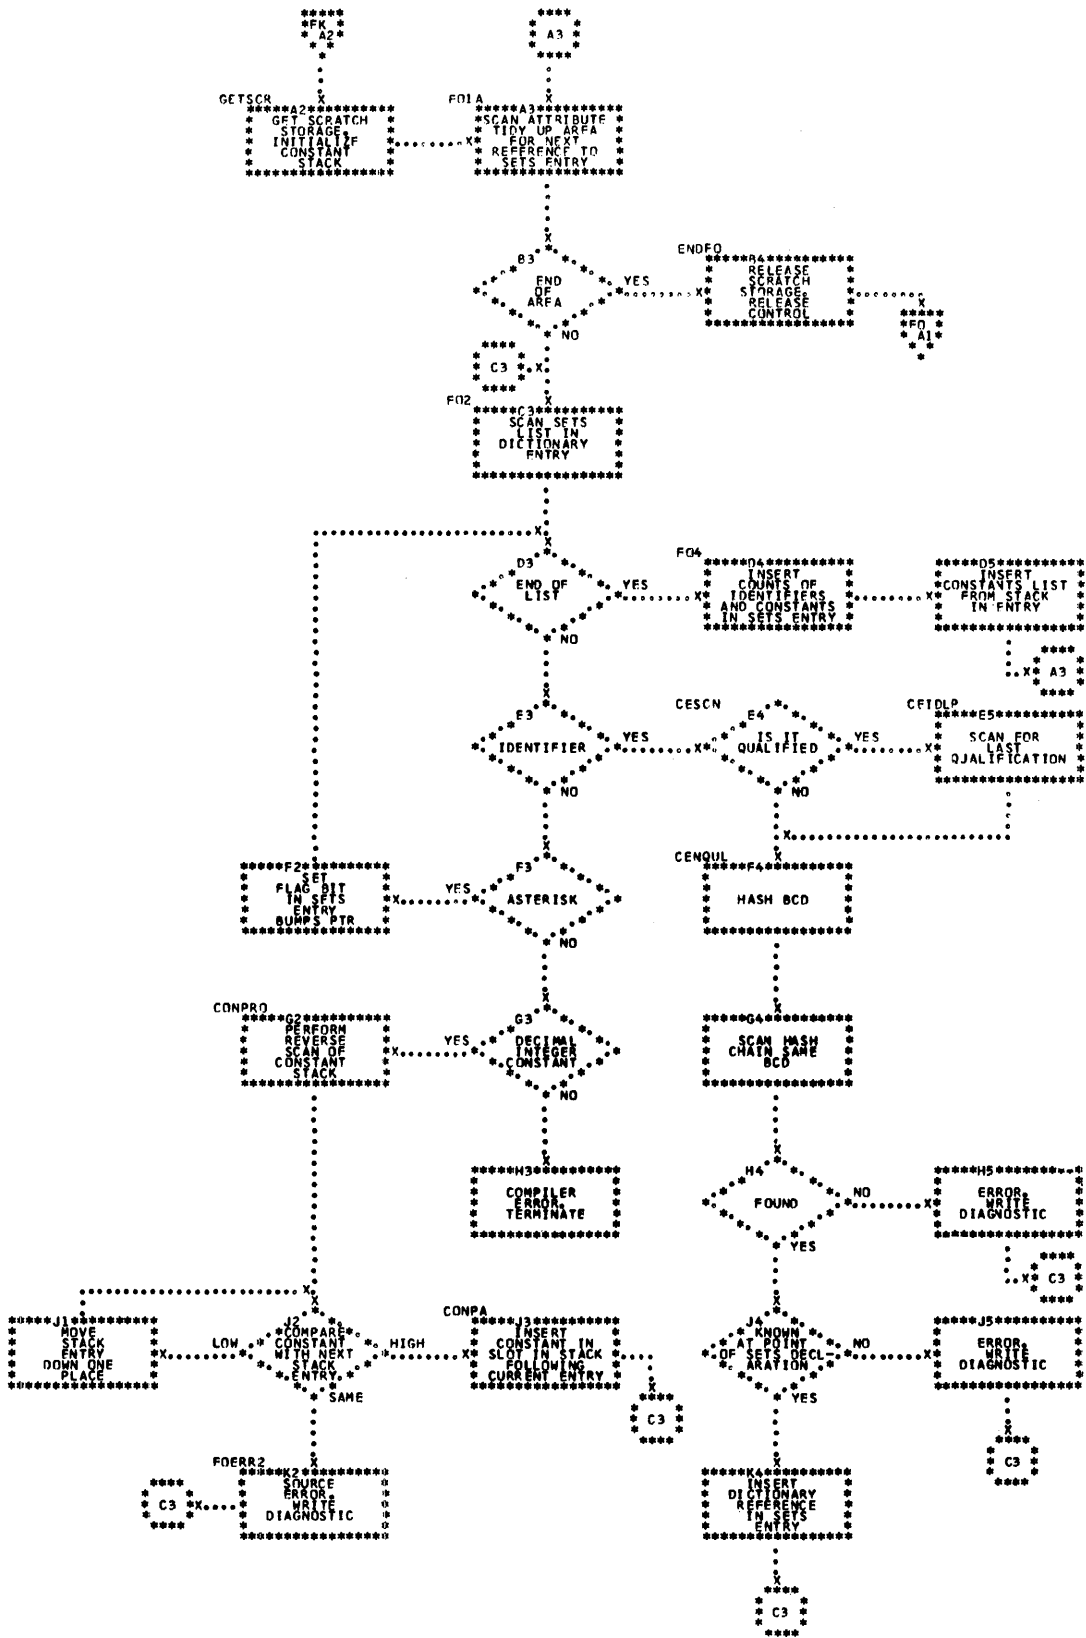 FK
A2
A3
GETSCR
A2
GET SCRATCH
STORAGE.
INITIALIZE
CONSTANT
STACK
F01A
A3
SCAN ATTRIBUTE
TIDY UP AREA
FOR NEXT
REFERENCE TO
SETS ENTRY
B3
END
OF
AREA
YES
NO
ENDFO
B4
RELEASE
SCRATCH
STORAGE.
RELEASE
CONTROL
FQ
A1
C3
F02
C3
SCAN SETS
LIST IN
DICTIONARY
ENTRY
D3
END OF
LIST
YES
NO
F04
D4
INSERT
COUNTS OF
IDENTIFIERS
AND CONSTANTS
IN SETS ENTRY
D5
INSERT
CONSTANTS LIST
FROM STACK
IN ENTRY
A3
E3
IDENTIFIER
YES
NO
CESCN
E4
IS IT
QUALIFIED
YES
NO
CEIDLP
E5
SCAN FOR
LAST
QJALIFICATION
F2
SET
FLAG BIT
IN SETS
ENTRY
BUMPS PTR
YES
F3
ASTERISK
NO
CENQUL
F4
HASH BCD
CONPRO
G2
PERFORM
REVERSE
SCAN OF
CONSTANT
STACK
YES
G3
DECIMAL
INTEGER
CONSTANT
NO
G4
SCAN HASH
CHAIN SAME
BCD
H3
COMPILER
ERROR.
TERMINATE
H4
FOUND
NO
YES
H5
ERROR.
WRITE
DIAGNOSTIC
C3
J1
MOVE
STACK
ENTRY
DOWN ONE
PLACE
LOW
J2
COMPARE
CONSTANT
WITH NEXT
STACK
ENTRY
HIGH
SAME
CONPA
J3
INSERT
CONSTANT IN
SLOT IN STACK
FOLLOWING
CURRENT ENTRY
C3
J4
KNOWN
AT POINT
OF SETS DECL-
ARATION
NO
YES
J5
ERROR.
WRITE
DIAGNOSTIC
C3
FOERR2
K2
SOURCE
ERROR.
WRITE
DIAGNOSTIC
C3
K4
INSERT
DICTIONARY
REFERENCE
IN SETS
ENTRY
C3